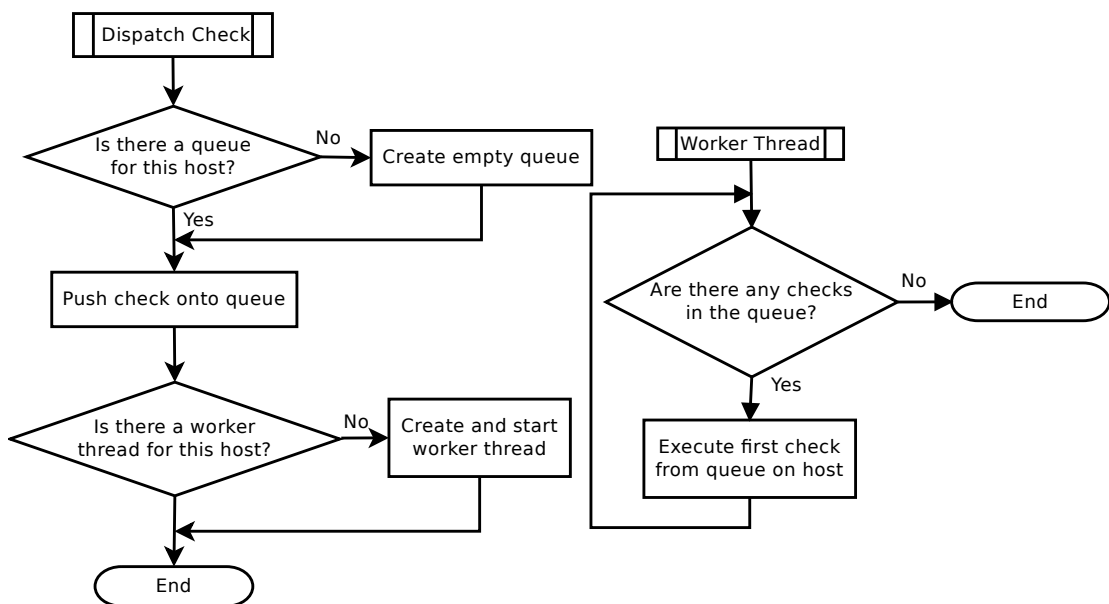 Dispatch Check
Is there a queue
for this host?
No
Create empty queue
Yes
Push check onto queue
Is there a worker
thread for this host?
No
Create and start
worker thread
End
Worker Thread
Are there any checks
in the queue?
No
End
Yes
Execute first check
from queue on host